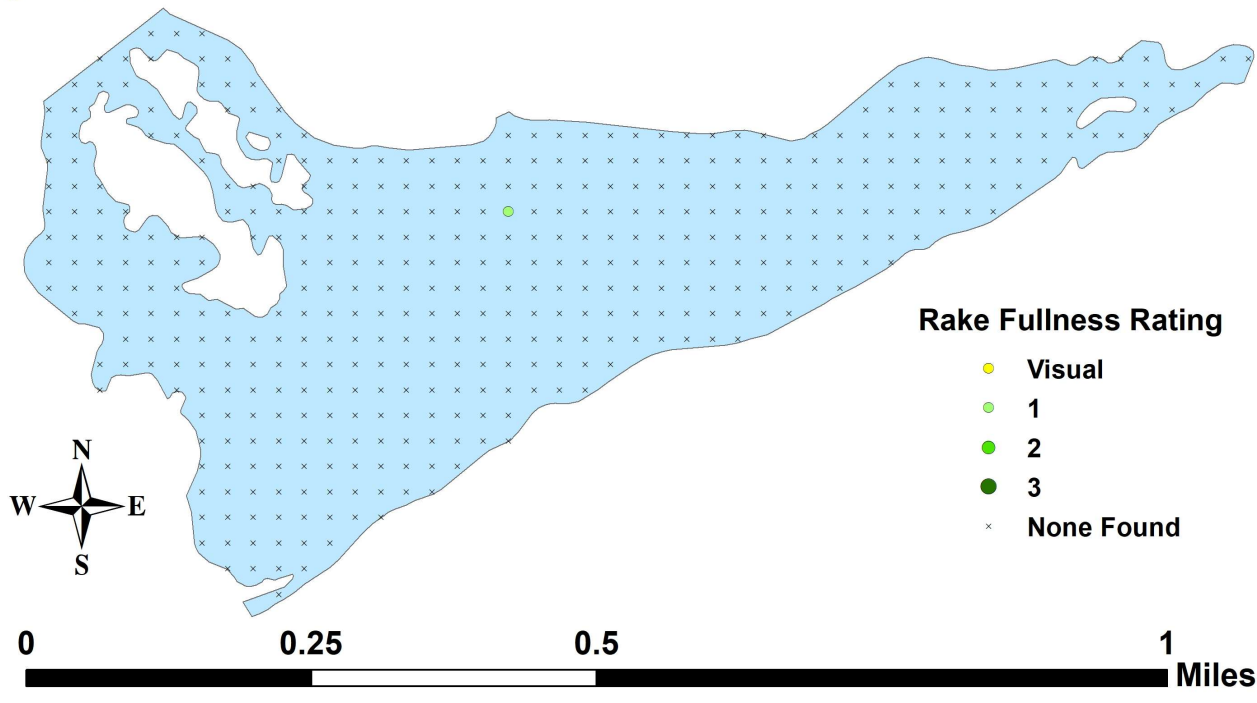 Rake Fullness Rating
Visual
1
2
3
None Found
N
W E
S
0 0.25 0.5 1
Miles